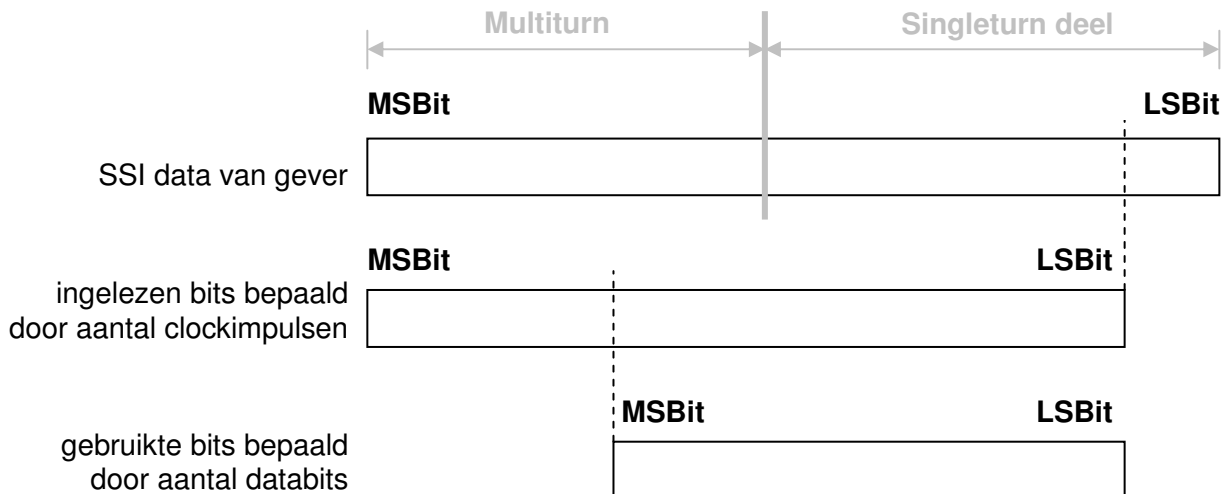 Multiturn Singleturn deel
MSBit LSBit
SSI data van gever
MSBit LSBit
ingelezen bits bepaald
door aantal clockimpulsen
MSBit LSBit
gebruikte bits bepaald
door aantal databits